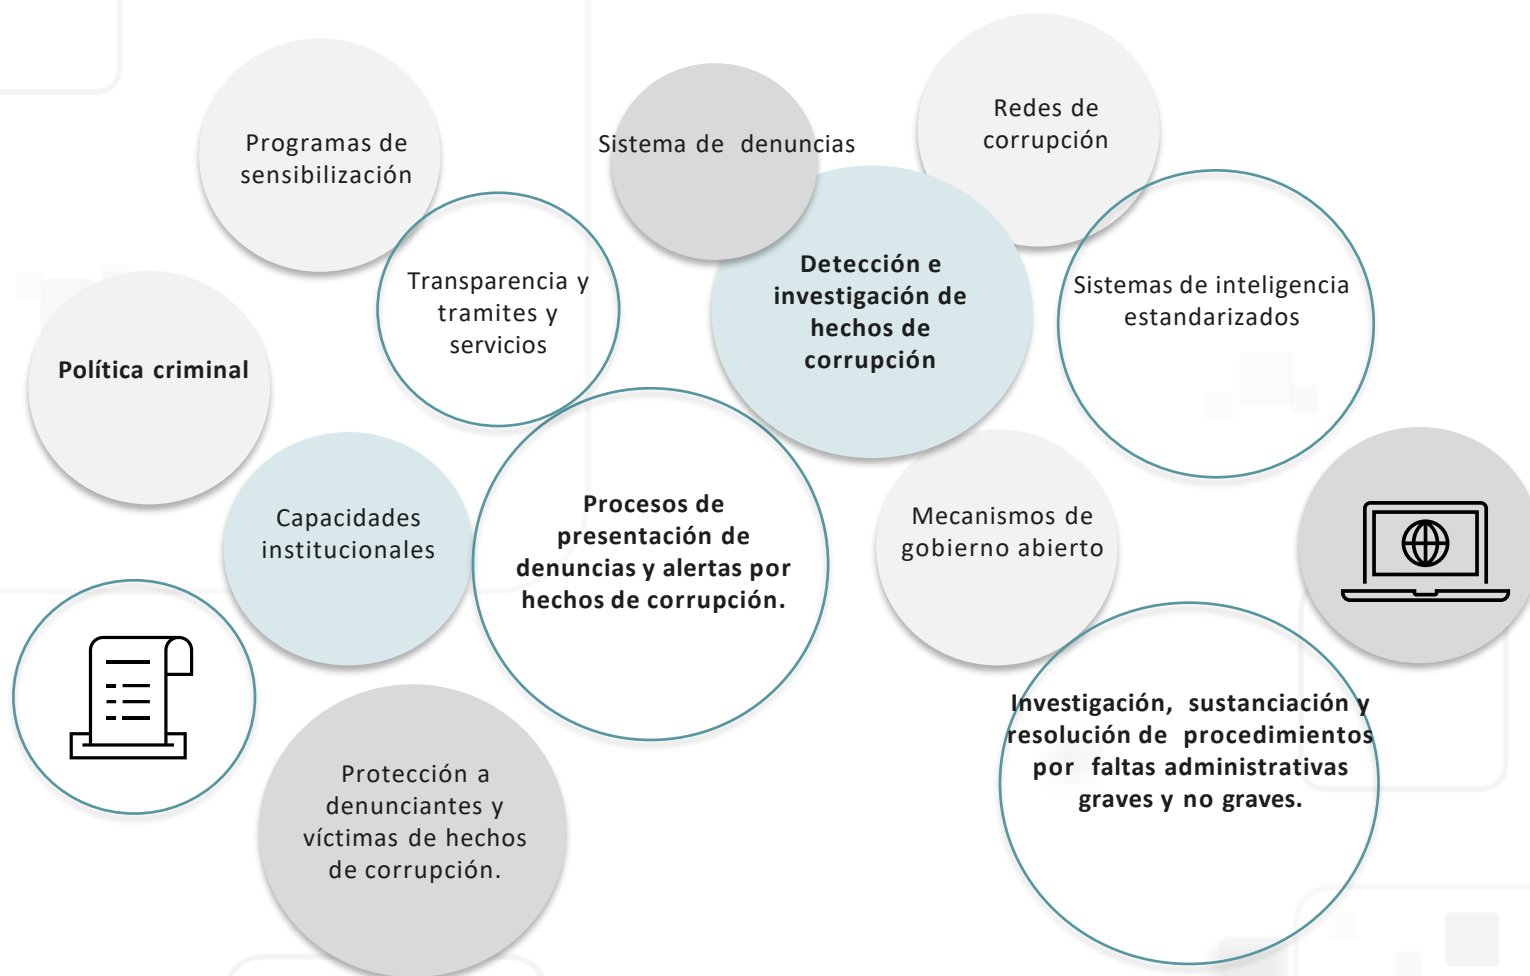 Programas de
sensibilización
Sistema de denuncias
Redes de
corrupción
Transparencia y
tramites y
servicios
Detección e
investigación de
hechos de
corrupción
Sistemas de inteligencia
estandarizados
Política criminal
Capacidades
institucionales
Procesos de
presentación de
denuncias y alertas por
hechos de corrupción.
Mecanismos de
gobierno abierto
Protección a
denunciantes y
víctimas de hechos
de corrupción.
Investigación, sustanciación y
resolución de procedimientos
por faltas administrativas
graves y no graves.